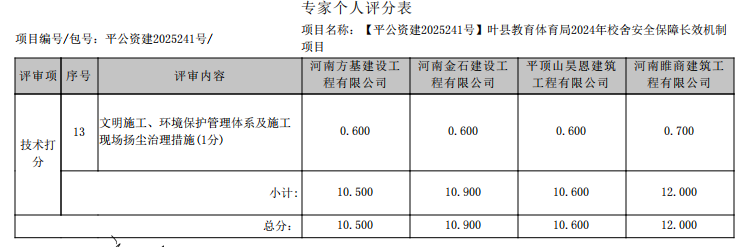 专家个人评分表
项目编号/包号：平公资建2025241号/
项目名称：【平公资建2025241号】叶县教育体育局2024年校舍安全保障长效机制
项目
评审项 序号 评审内容 河南方基建设工程有限公司 河南金石建设工程有限公司 平顶山昊恩建筑工程有限公司 河南睢商建筑工程有限公司
技术打分 13 文明施工、环境保护管理体系及施工现场扬尘治理措施(1分) 0.600 0.600 0.600 0.700
小计: 10.500 10.900 10.600 12.000
总分: 10.500 10.900 10.600 12.000